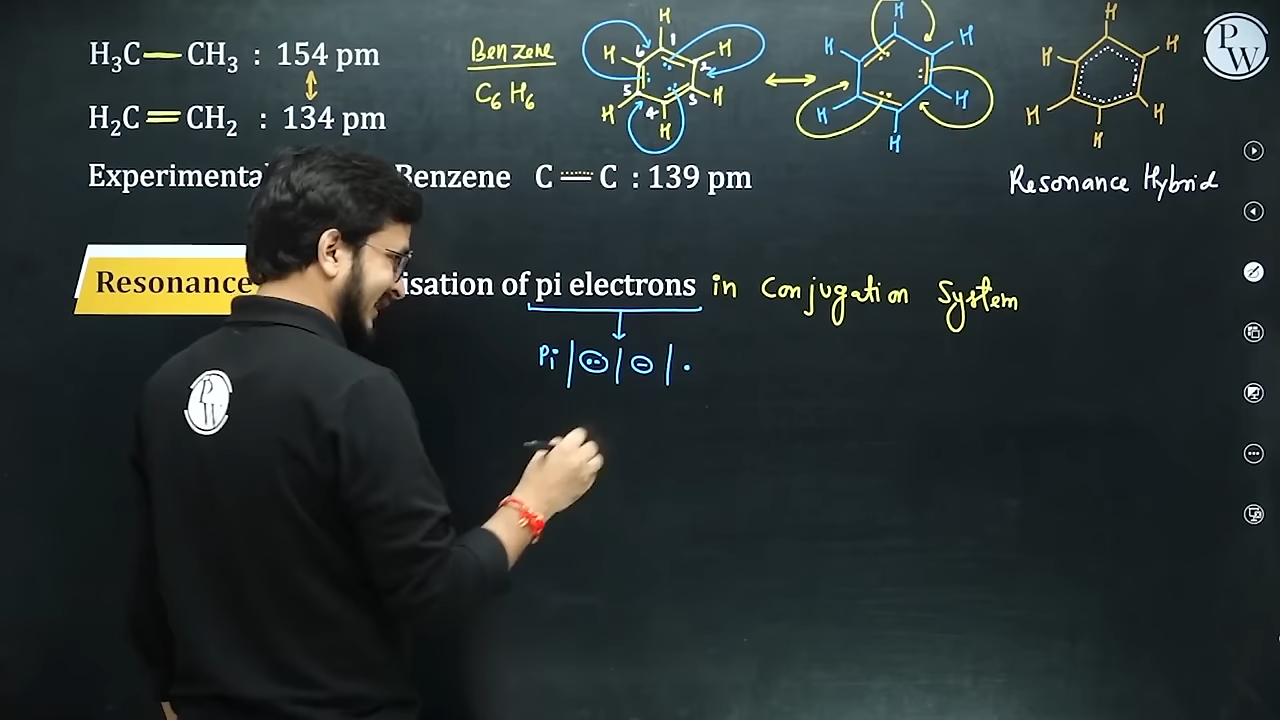 H₃C — CH₃ : 154 pm
H₂C = CH₂ : 134 pm
Benzene
C₆H₆
H
H
H
H
H
H
1
2
3
4
5
6
H
H
H
H
H
H
H
H
H
H
H
H
Resonance Hybrid
Experimenta Benzene C = C : 139 pm
Resonance isation of pi electrons in Conjugation System
Pi | ·· | − | ·
PW
PW